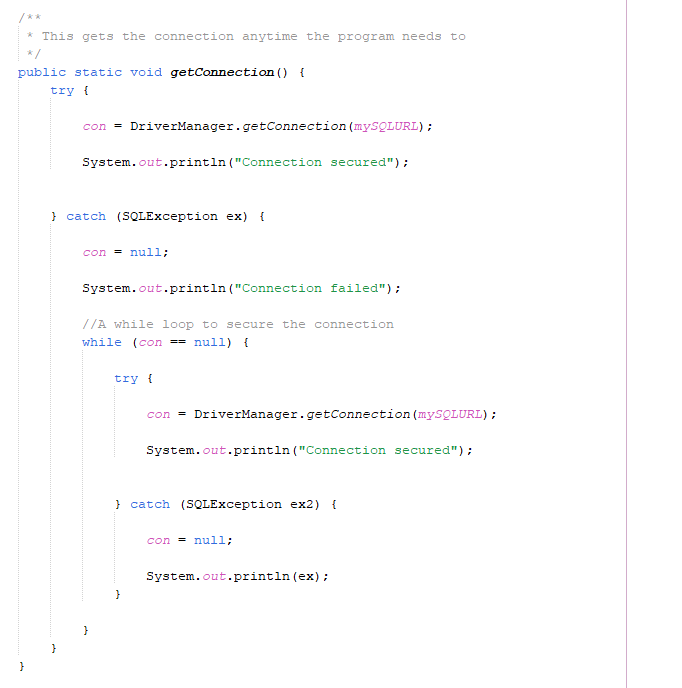 /**
 * This gets the connection anytime the program needs to
 */
public static void getConnection() {
    try {
        con = DriverManager.getConnection(mySQLURL);
        System.out.println("Connection secured");
    } catch (SQLException ex) {
        con = null;
        System.out.println("Connection failed");
        //A while loop to secure the connection
        while (con == null) {
            try {
                con = DriverManager.getConnection(mySQLURL);
                System.out.println("Connection secured");
            } catch (SQLException ex2) {
                con = null;
                System.out.println(ex);
            }
        }
    }
}